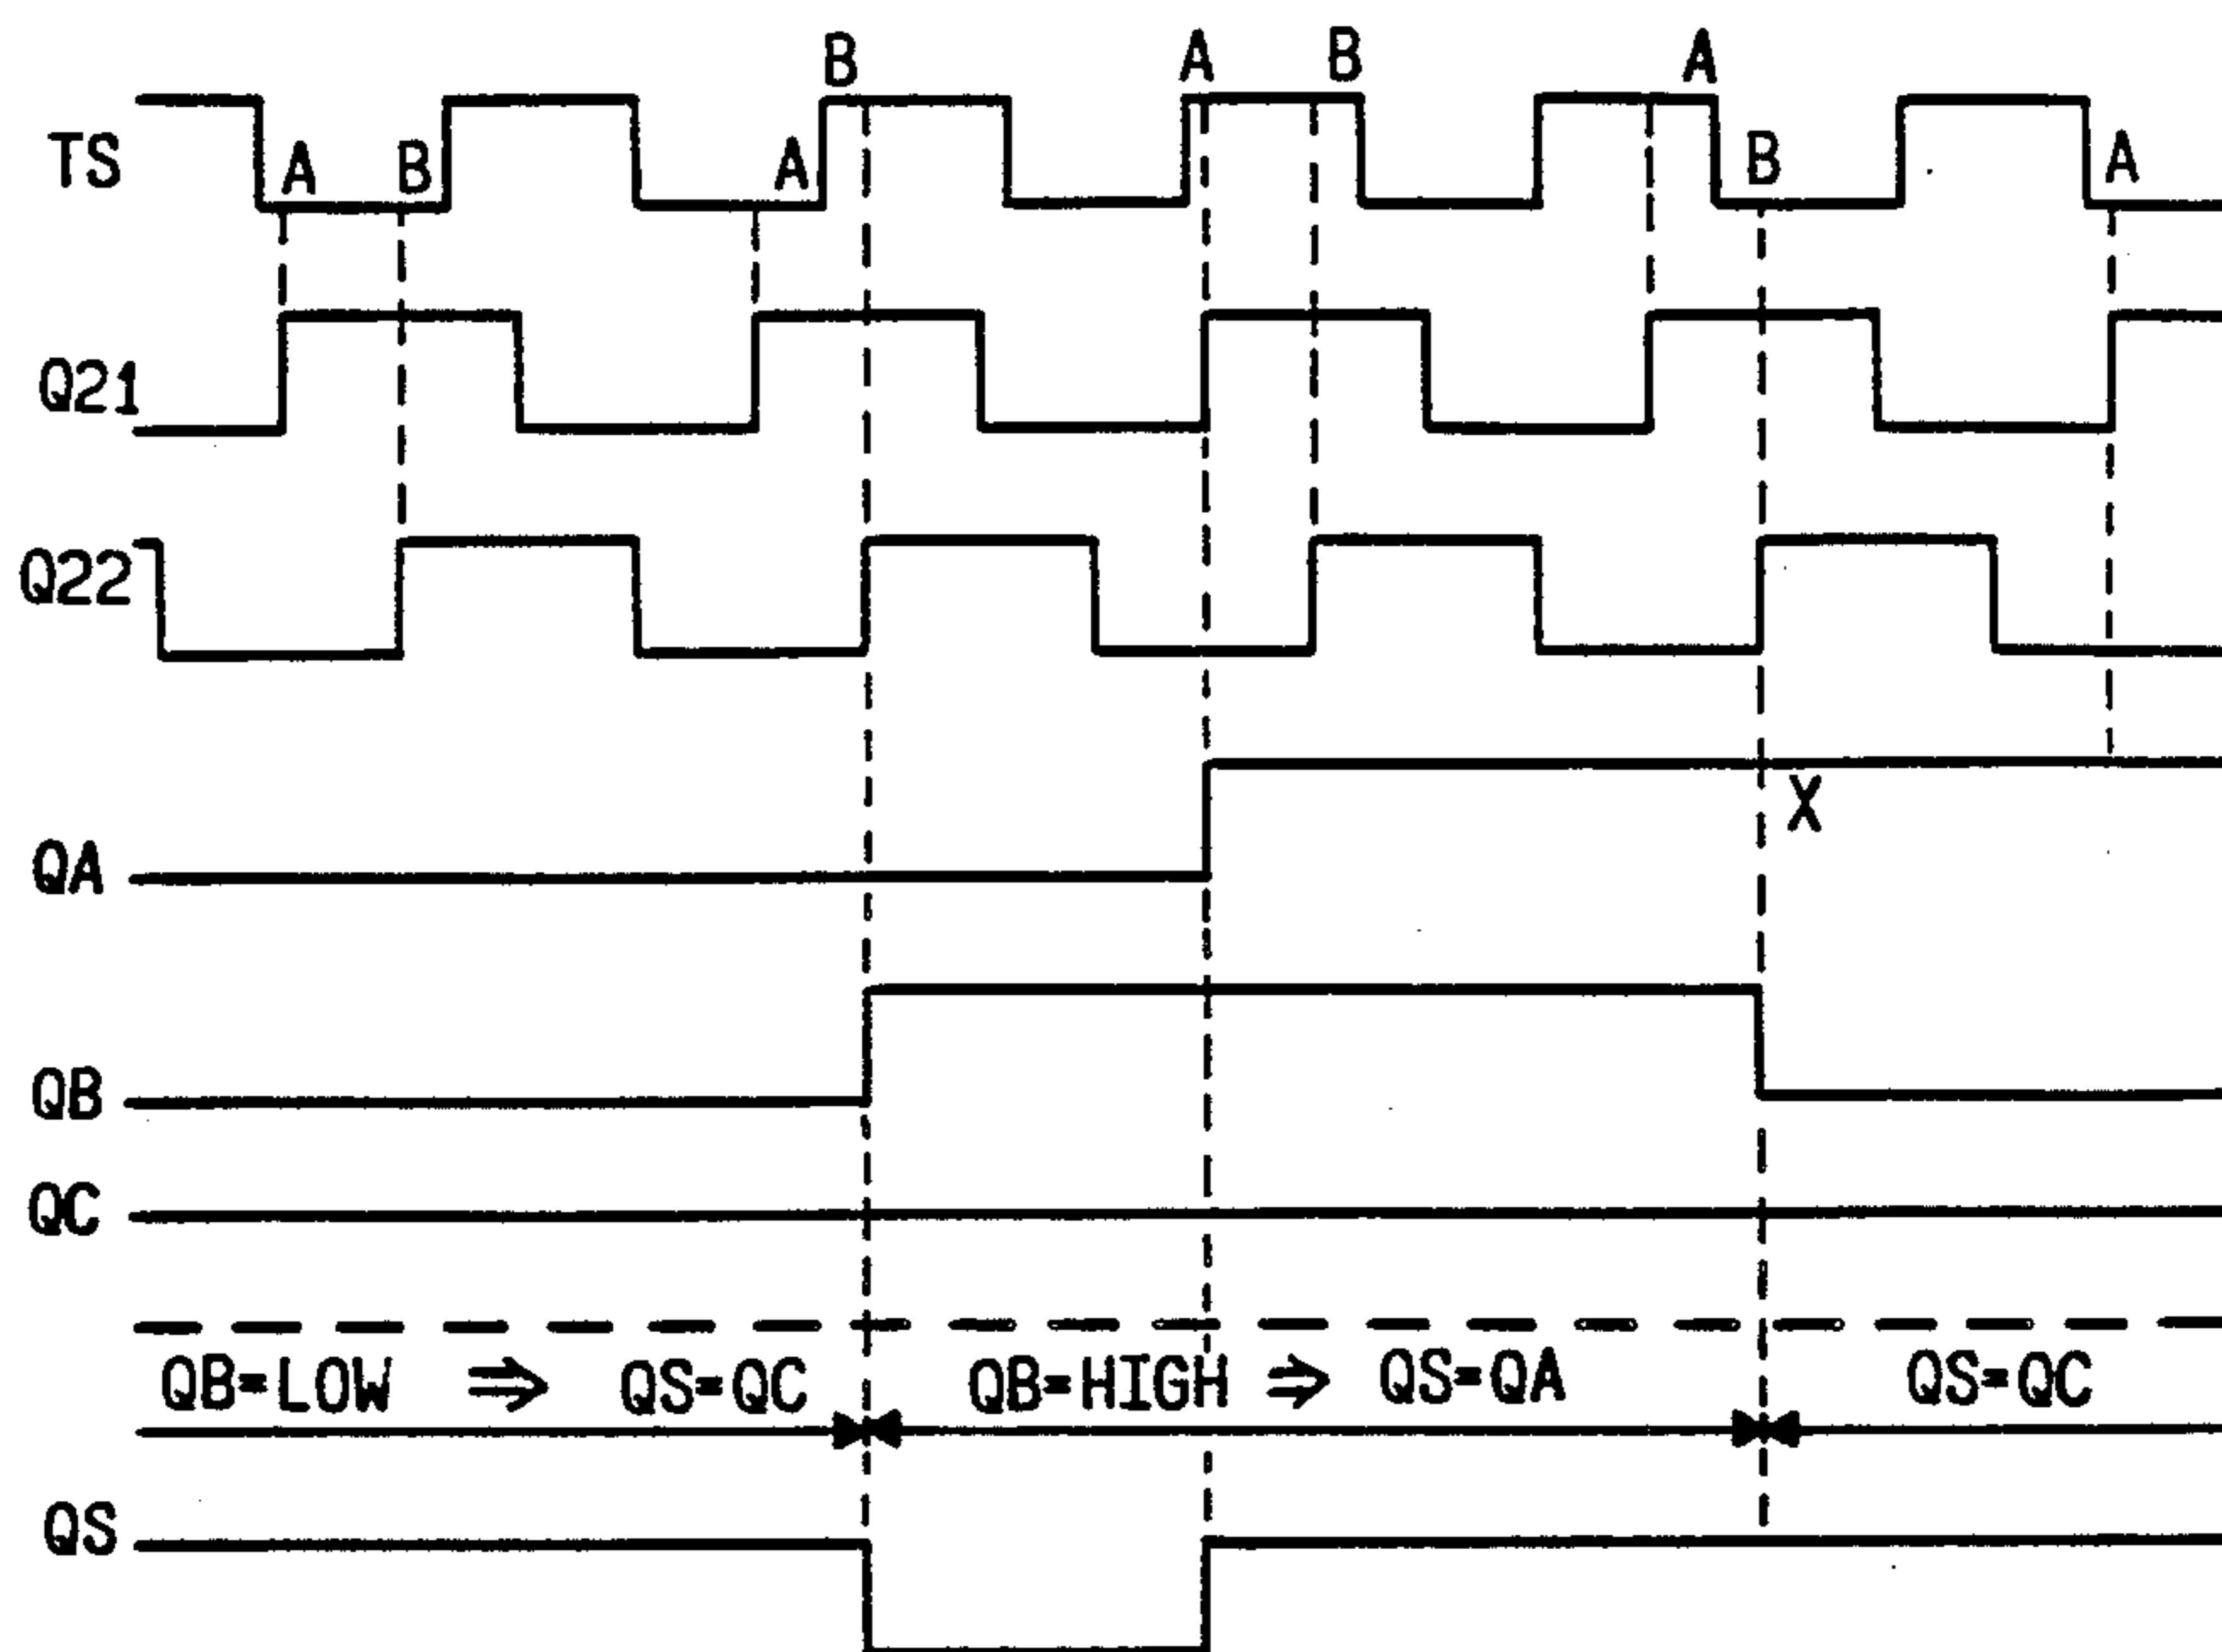 B A B A
TS A B A B A
Q21
Q22
X
QA
QB
QC
QB=LOW ⇒ QS=QC QB=HIGH ⇒ QS=QA QS=QC
QS